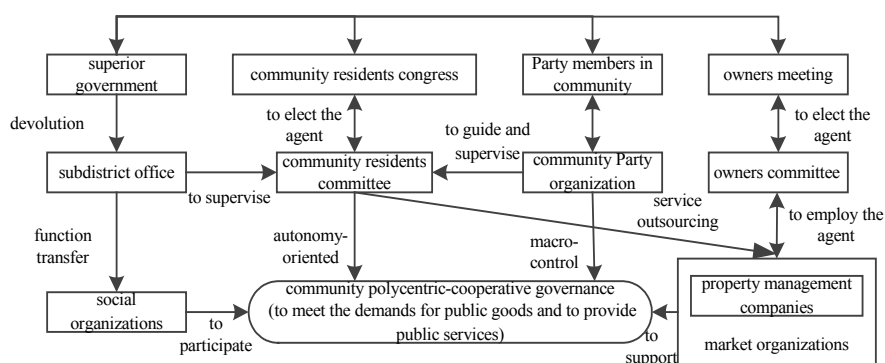 superior
government
community residents congress
Party members in
community
owners meeting
devolution
to elect the
agent
to guide and
supervise
to elect the
agent
subdistrict office
to supervise
community residents
committee
community Party
organization
owners committee
function
transfer
autonomy-
oriented
service
outsourcing
macro-
control
to employ the
agent
social
organizations
to
participate
community polycentric-cooperative governance
(to meet the demands for public goods and to provide
public services)
to
support
property management
companies
market organizations